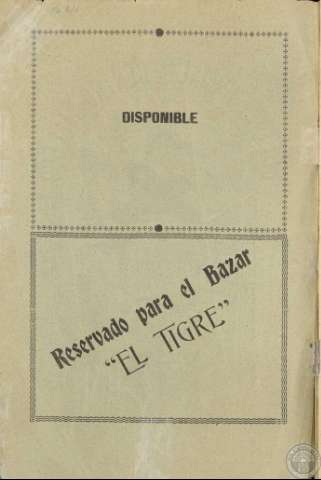 DISPONIBLE
Reservado para el Bazar
"EL TIGRE"